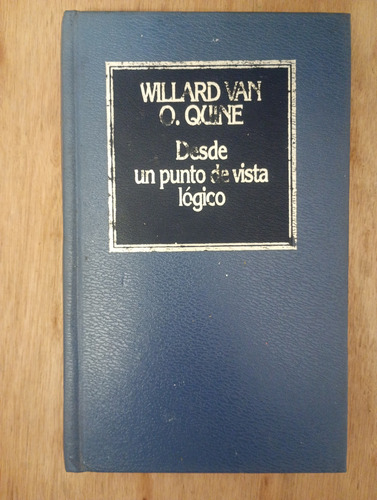 WILLARD VAN
O. QUINE
Desde
un punto de vista
lógico